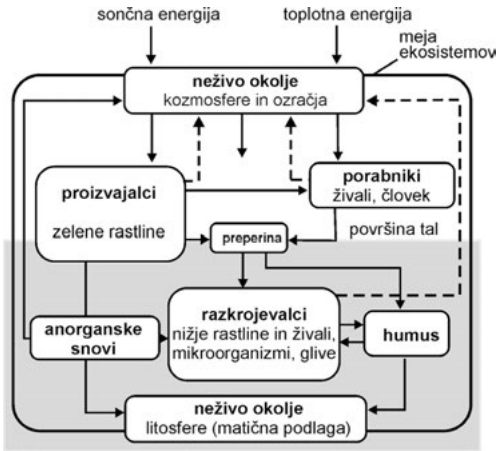 sončna energija
toplotna energija
meja
ekosistemov
neživo okolje
kozmosfere in ozračja
proizvajalci
zelene rastline
porabniki
živali, človek
preperina
površina tal
razkrojevalci
nižje rastline in živali,
mikroorganizmi, glive
anorganske
snovi
humus
neživo okolje
litosfere (matična podlaga)